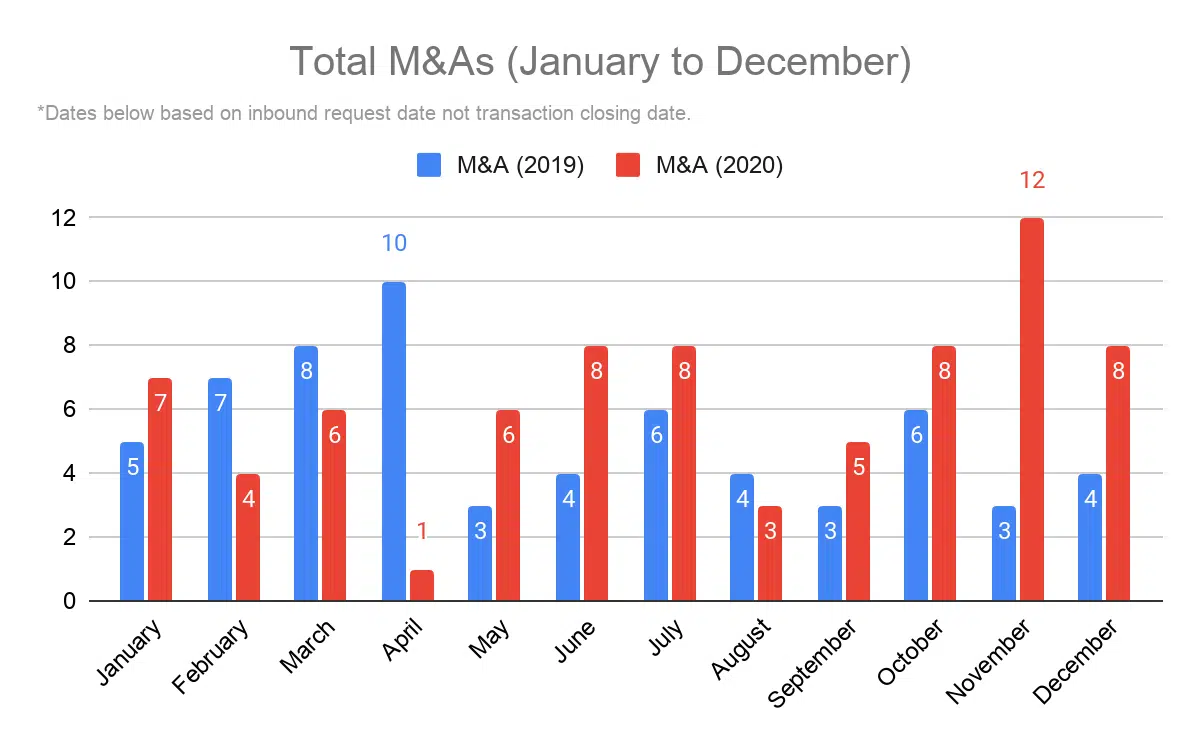 Total M&As (January to December)
*Dates below based on inbound request date not transaction closing date.
M&A (2019) M&A (2020)
12
12
10
8
6
4
2
0
10
5 7 7 4 8 6 1 3 6 4 8 6 8 4 3 3 5 6 8 3 4 8
January February March April May June July August September October November December